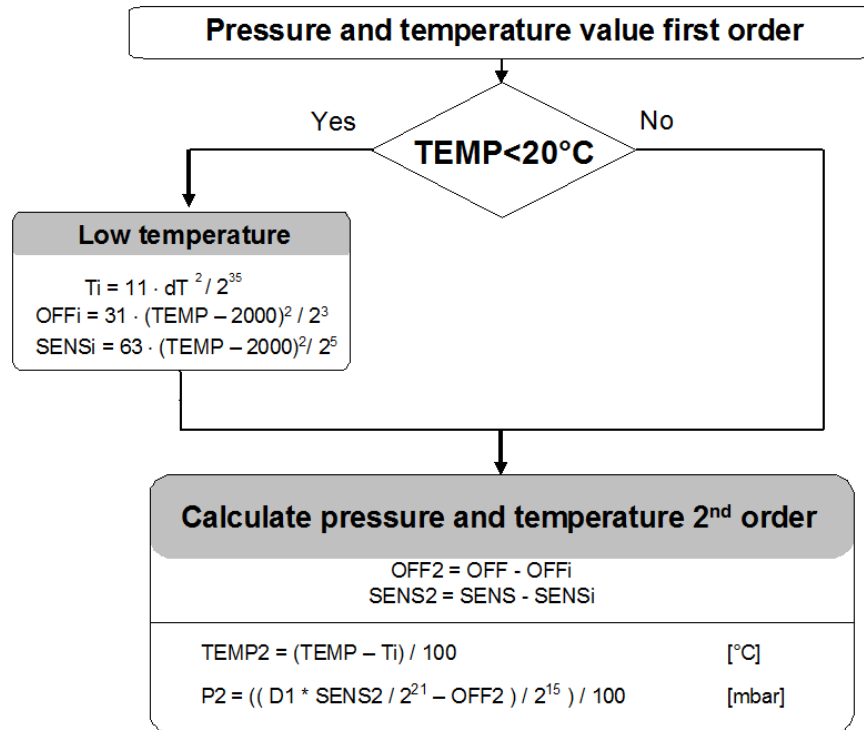 Pressure and temperature value first order
Yes
No
TEMP<20°C
Low temperature
Ti = 11 · dT ² / 2³⁵
OFFi = 31 · (TEMP – 2000)² / 2³
SENSi = 63 · (TEMP – 2000)²/ 2⁵
Calculate pressure and temperature 2ⁿᵈ order
OFF2 = OFF - OFFi
SENS2 = SENS - SENSi
TEMP2 = (TEMP – Ti) / 100 [°C]
P2 = (( D1 * SENS2 / 2²¹ – OFF2 ) / 2¹⁵ ) / 100 [mbar]